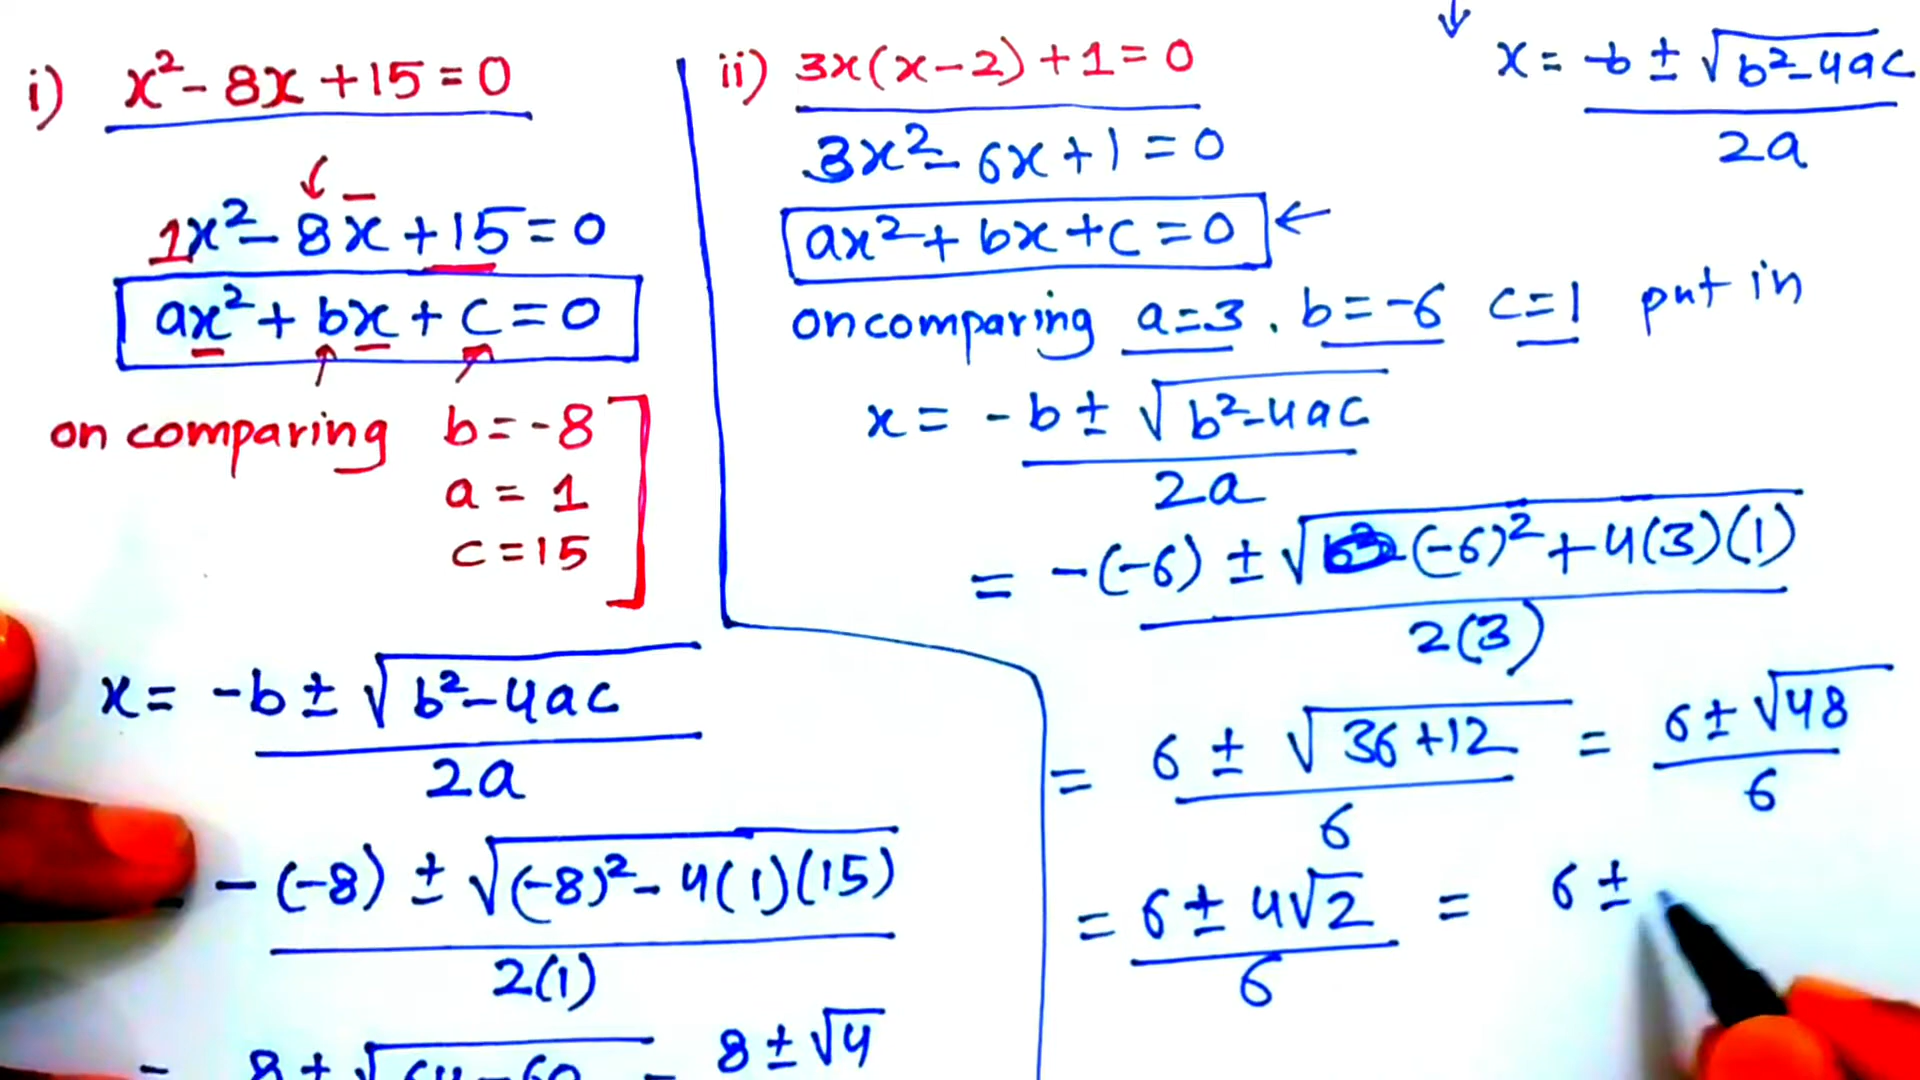 i) x² - 8x + 15 = 0
1x² - 8x + 15 = 0
ax² + bx + c = 0
on comparing b = -8
a = 1
c = 15
x = -b ± √(b² - 4ac)
2a
-(-8) ± √((-8)² - 4(1)(15))
2(1)
= 8 ± √(64 - 60) = 8 ± √4
ii) 3x(x-2) + 1 = 0
3x² - 6x + 1 = 0
ax² + bx + c = 0 ←
on comparing a = 3 . b = -6 c = 1 put in
x = -b ± √(b² - 4ac)
2a
= -(-6) ± √((-6)² + 4(3)(1))
2(3)
= 6 ± √(36 + 12) = 6 ± √48
6 6
= 6 ± 4√2 = 6 ±
6
↓ x = -b ± √(b² - 4ac)
2a